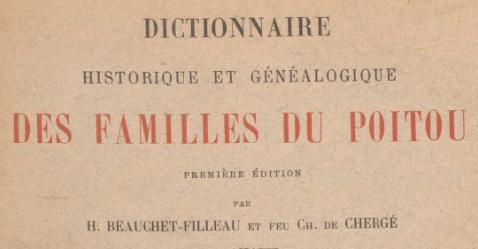 DICTIONNAIRE
HISTORIQUE ET GÉNÉALOGIQUE
DES FAMILLES DU POITOU
PREMIÈRE ÉDITION
PAR
H. BEAUCHET-FILLEAU ET FEU CH. DE CHERGÉ